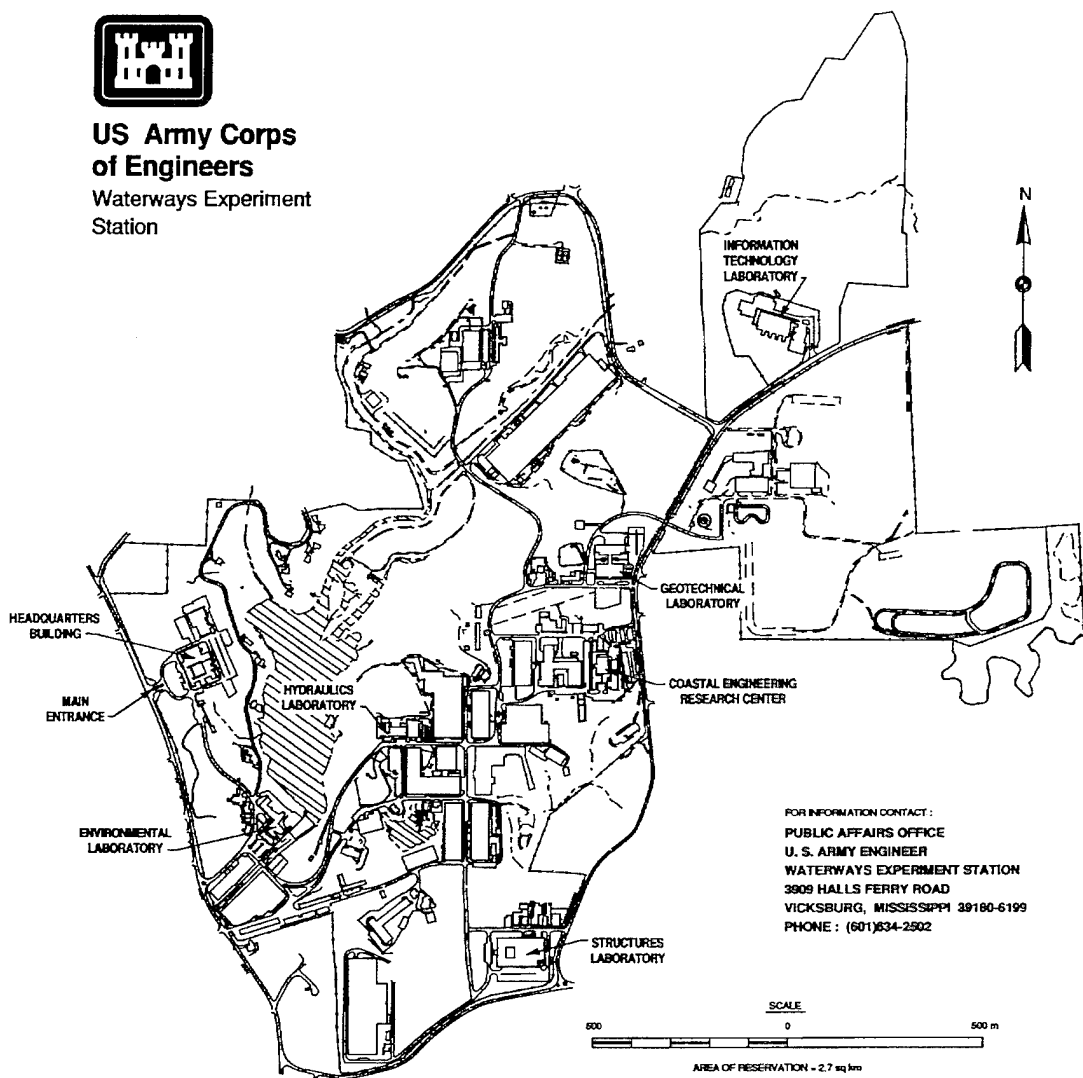 US Army Corps
of Engineers
Waterways Experiment
Station
N
INFORMATION
TECHNOLOGY
LABORATORY
GEOTECHNICAL
LABORATORY
HEADQUARTERS
BUILDING
MAIN
ENTRANCE
HYDRAULICS
LABORATORY
COASTAL ENGINEERING
RESEARCH CENTER
ENVIRONMENTAL
LABORATORY
STRUCTURES
LABORATORY
FOR INFORMATION CONTACT :
PUBLIC AFFAIRS OFFICE
U. S. ARMY ENGINEER
WATERWAYS EXPERIMENT STATION
3909 HALLS FERRY ROAD
VICKSBURG, MISSISSIPPI 39180-6199
PHONE : (601)634-2502
SCALE
500 0 500 m
AREA OF RESERVATION = 2.7 sq km